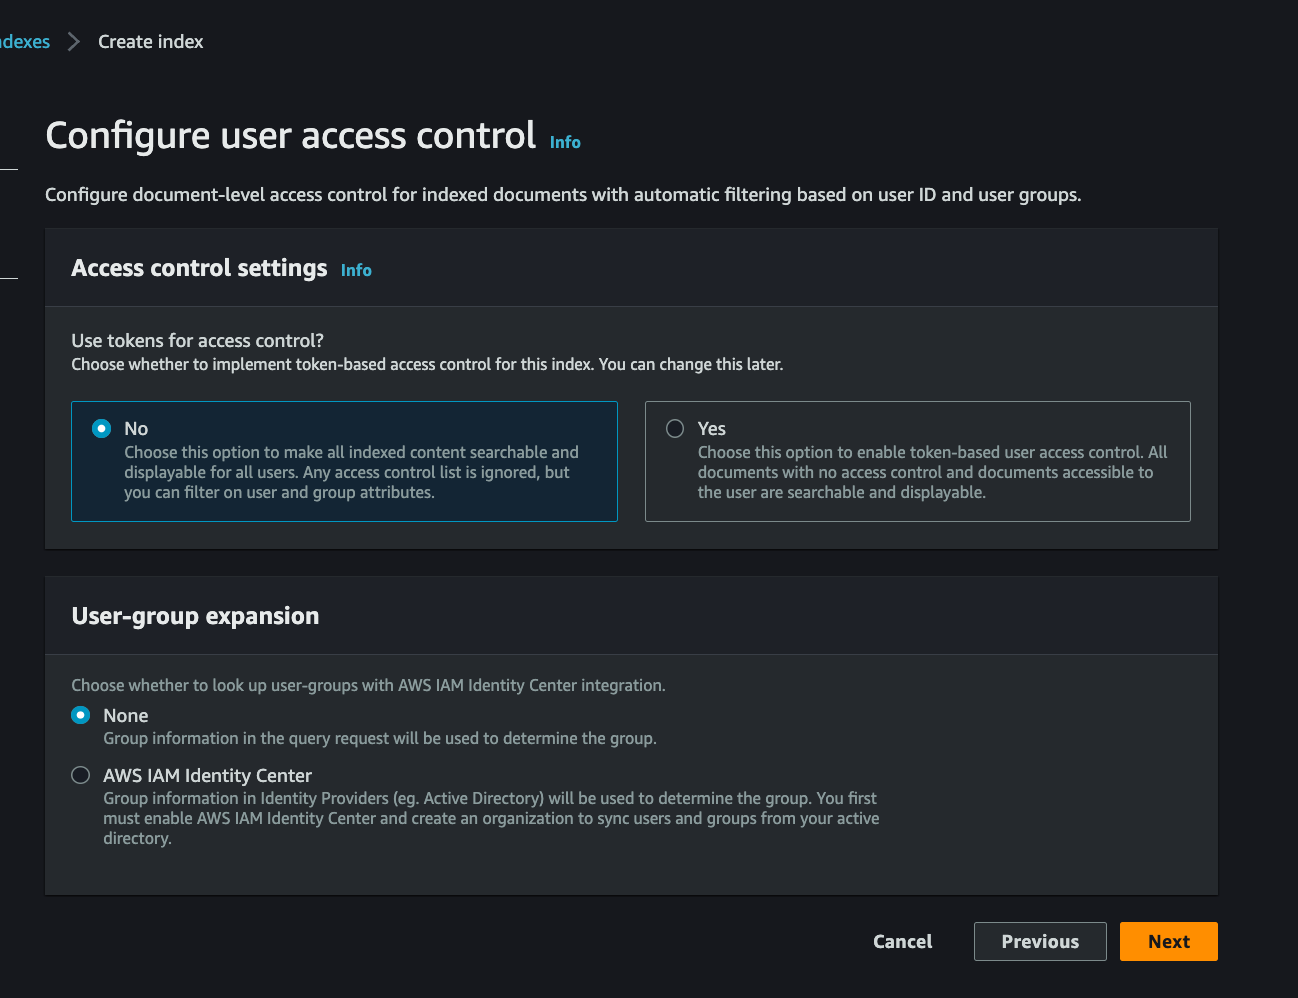 ndexes > Create index
Configure user access control Info
Configure document-level access control for indexed documents with automatic filtering based on user ID and user groups.
Access control settings Info
Use tokens for access control?
Choose whether to implement token-based access control for this index. You can change this later.
No
Choose this option to make all indexed content searchable and
displayable for all users. Any access control list is ignored, but
you can filter on user and group attributes.
Yes
Choose this option to enable token-based user access control. All
documents with no access control and documents accessible to
the user are searchable and displayable.
User-group expansion
Choose whether to look up user-groups with AWS IAM Identity Center integration.
None
Group information in the query request will be used to determine the group.
AWS IAM Identity Center
Group information in Identity Providers (eg. Active Directory) will be used to determine the group. You first
must enable AWS IAM Identity Center and create an organization to sync users and groups from your active
directory.
Cancel Previous Next